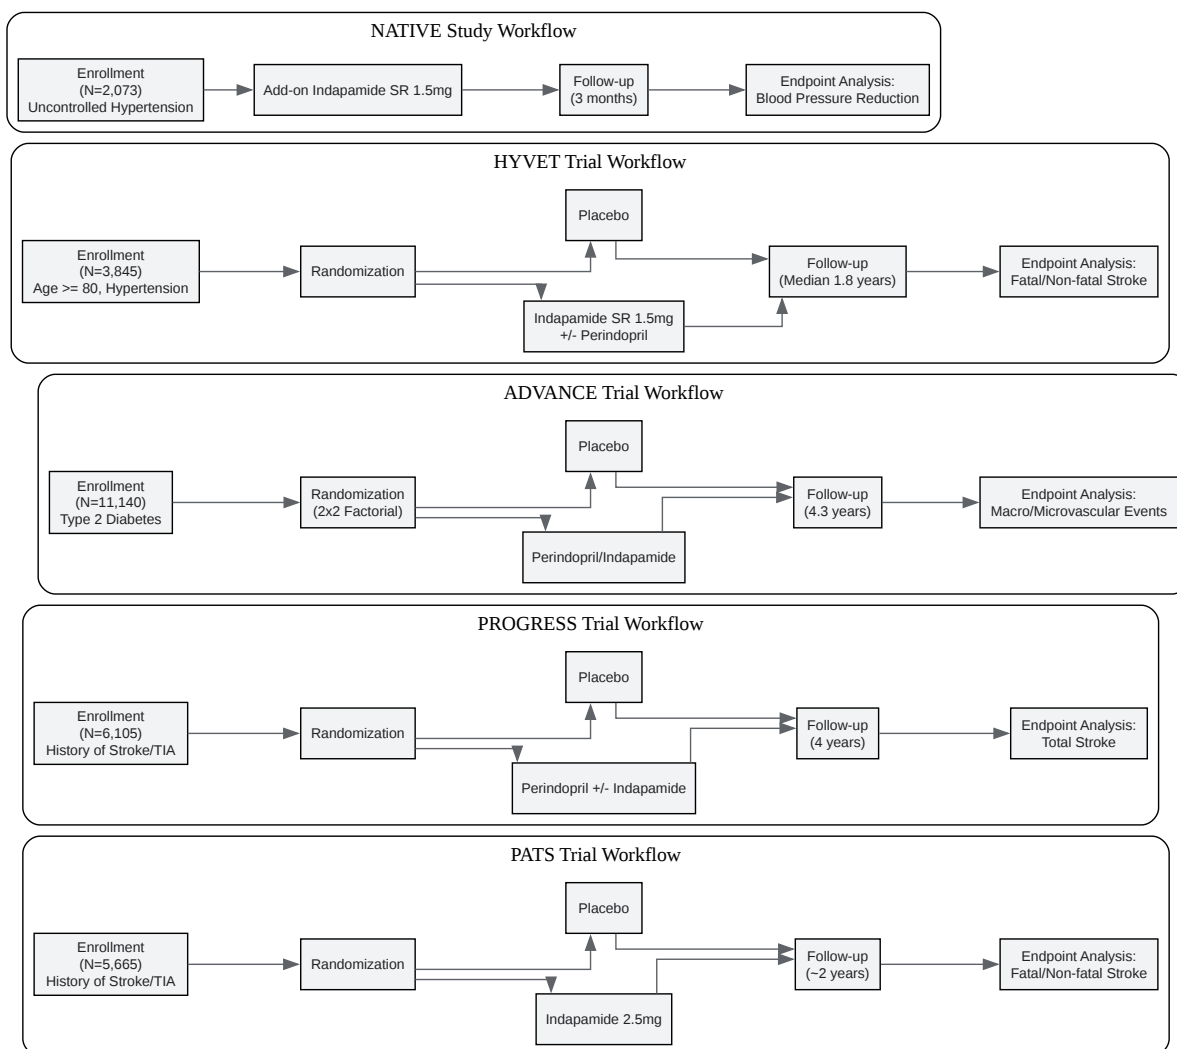 NATIVE Study Workflow
Enrollment
(N=2,073)
Uncontrolled Hypertension
Add-on Indapamide SR 1.5mg
Follow-up
(3 months)
Endpoint Analysis:
Blood Pressure Reduction
HYVET Trial Workflow
Enrollment
(N=3,845)
Age >= 80, Hypertension
Randomization
Placebo
Indapamide SR 1.5mg
+/- Perindopril
Follow-up
(Median 1.8 years)
Endpoint Analysis:
Fatal/Non-fatal Stroke
ADVANCE Trial Workflow
Enrollment
(N=11,140)
Type 2 Diabetes
Randomization
(2x2 Factorial)
Placebo
Perindopril/Indapamide
Follow-up
(4.3 years)
Endpoint Analysis:
Macro/Microvascular Events
PROGRESS Trial Workflow
Enrollment
(N=6,105)
History of Stroke/TIA
Randomization
Placebo
Perindopril +/- Indapamide
Follow-up
(4 years)
Endpoint Analysis:
Total Stroke
PATS Trial Workflow
Enrollment
(N=5,665)
History of Stroke/TIA
Randomization
Placebo
Indapamide 2.5mg
Follow-up
(~2 years)
Endpoint Analysis:
Fatal/Non-fatal Stroke